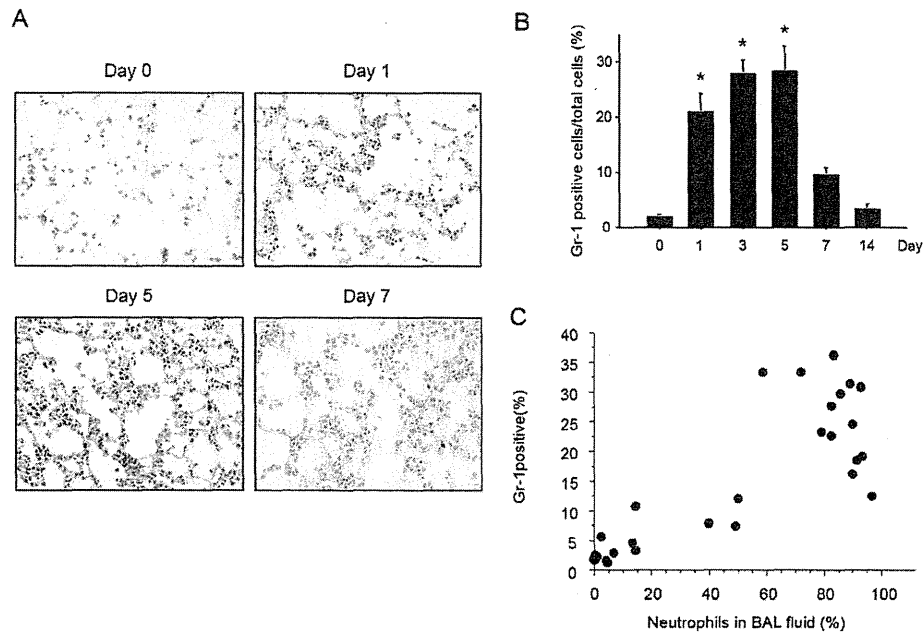 A
Day 0
Day 1
Day 5
Day 7
B
Gr-1 positive cells/total cells (%)
30
20
10
0
*
*
*
0 1 3 5 7 14 Day
C
Gr-1positive(%)
40
35
30
25
20
15
10
5
0
0 20 40 60 80 100
Neutrophils in BAL fluid (%)